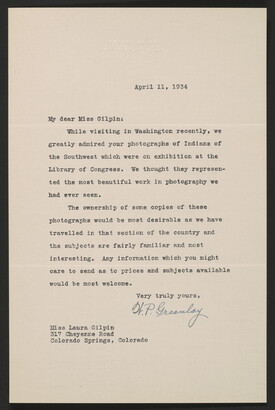 April 11, 1934
My dear Miss Gilpin:
While visiting in Washington recently, we
greatly admired your photographs of Indians of
the Southwest which were on exhibition at the
Library of Congress. We thought they represen-
ted the most beautiful work in photography we
had ever seen.
The ownership of some copies of these
photographs would be most desirable as we have
travelled in that section of the country and
the subjects are fairly familiar and most
interesting. Any information which you might
care to send as to prices and subjects available
would be most welcome.
Very truly yours,
W.P. Greenlay
Miss Laura Gilpin
317 Cheyenne Road
Colorado Springs, Colorado